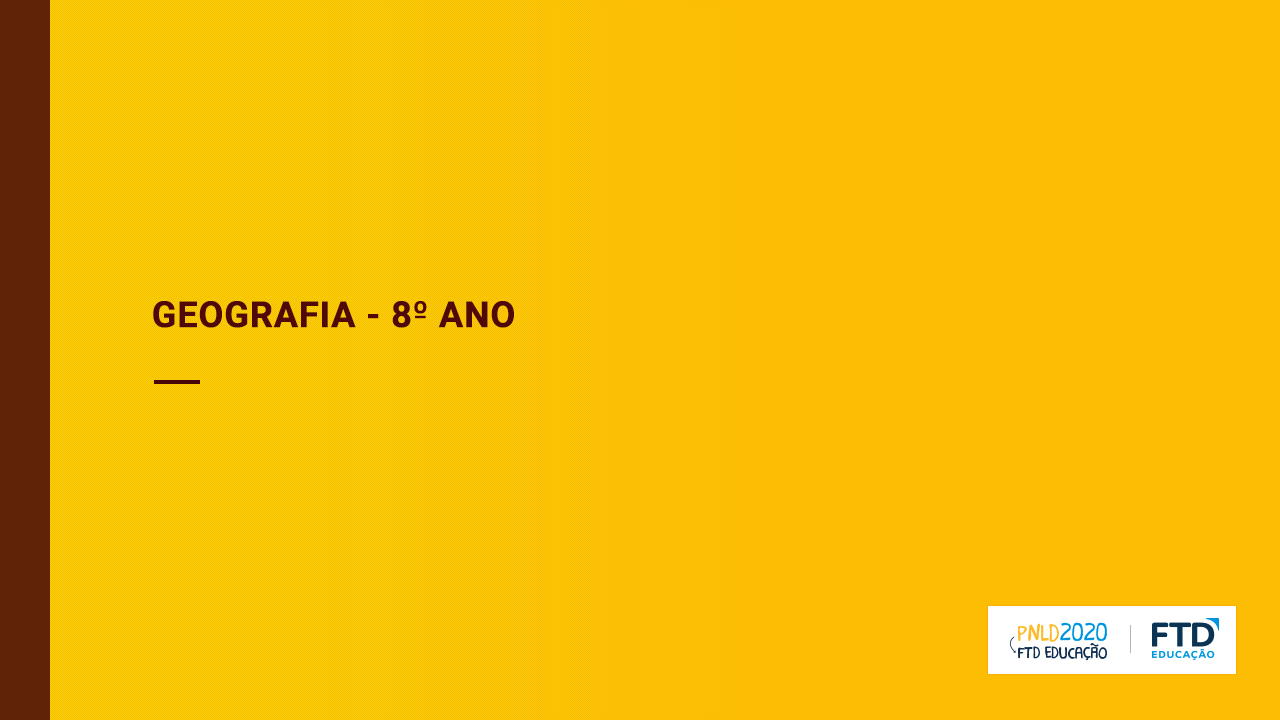 GEOGRAFIA - 8º ANO
PNLD2020
FTD EDUCAÇÃO
FTD
EDUCAÇÃO